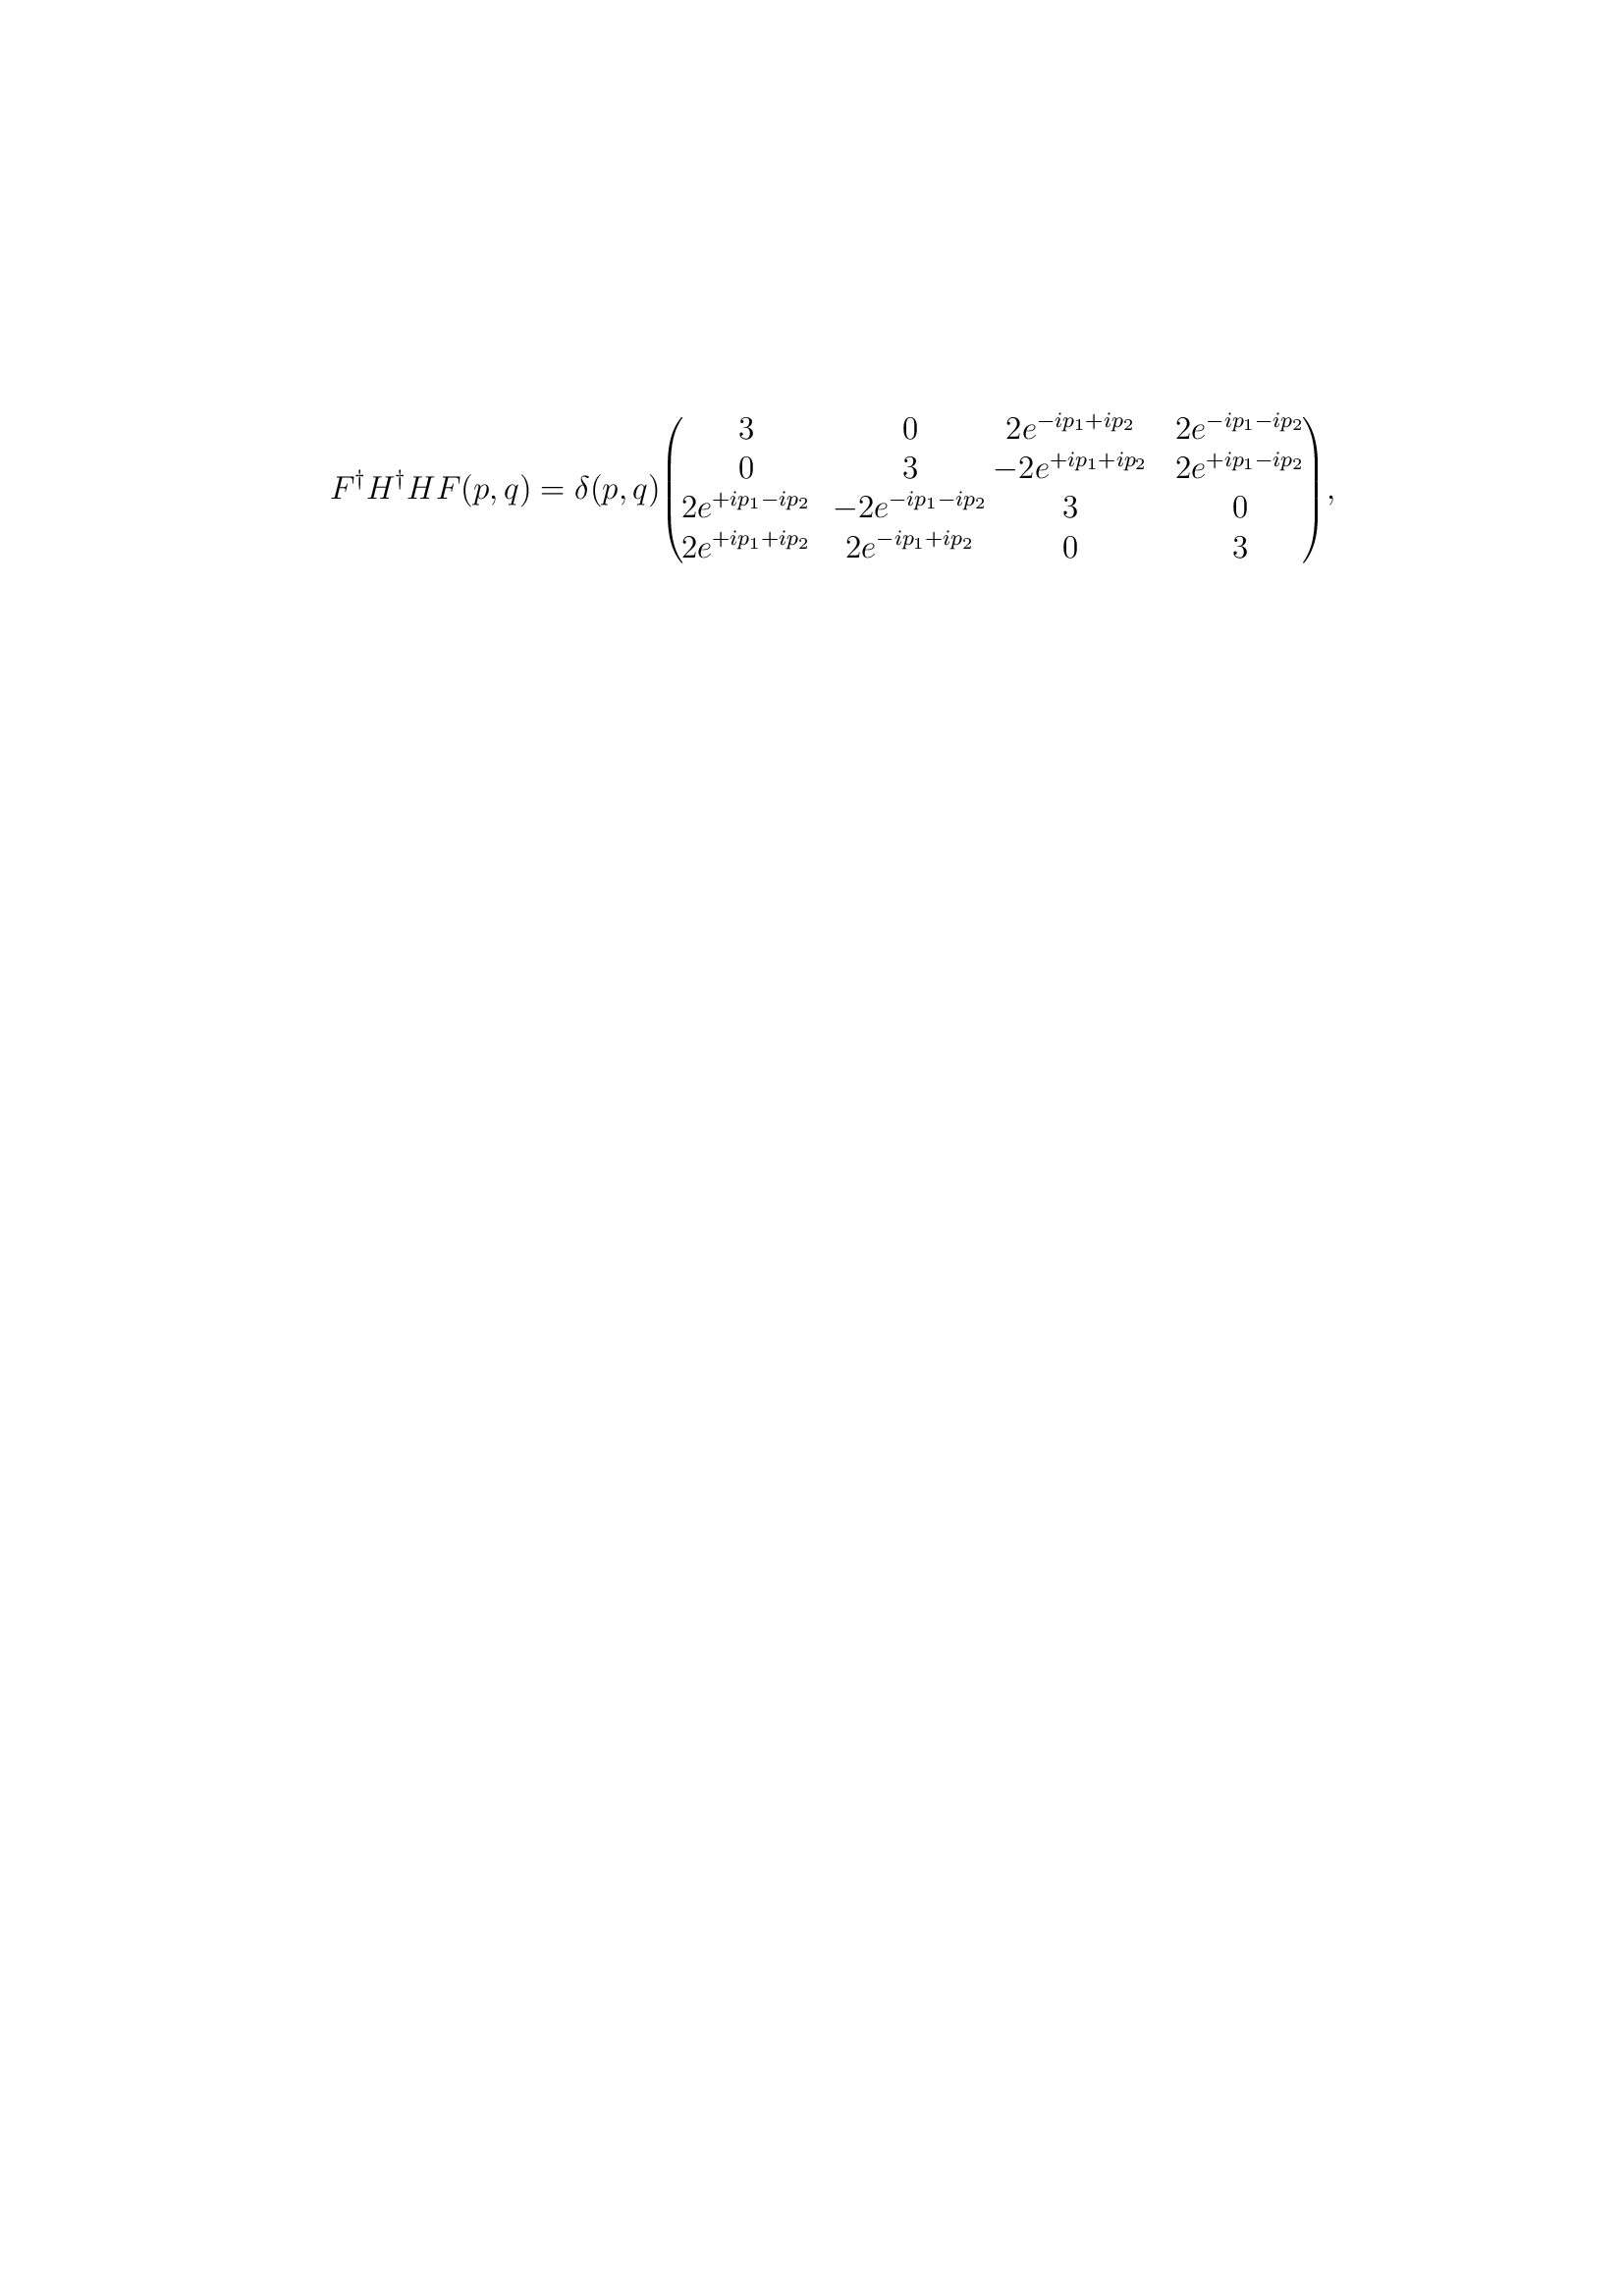 $$F^\dagger H^\dagger H F(p,q) = \delta(p,q) \begin{pmatrix} 3 & 0 & 2e^{-ip_1+ip_2} & 2e^{-ip_1-ip_2} \\ 0 & 3 & -2e^{+ip_1+ip_2} & 2e^{+ip_1-ip_2} \\ 2e^{+ip_1-ip_2} & -2e^{-ip_1-ip_2} & 3 & 0 \\ 2e^{+ip_1+ip_2} & 2e^{-ip_1+ip_2} & 0 & 3 \end{pmatrix},$$